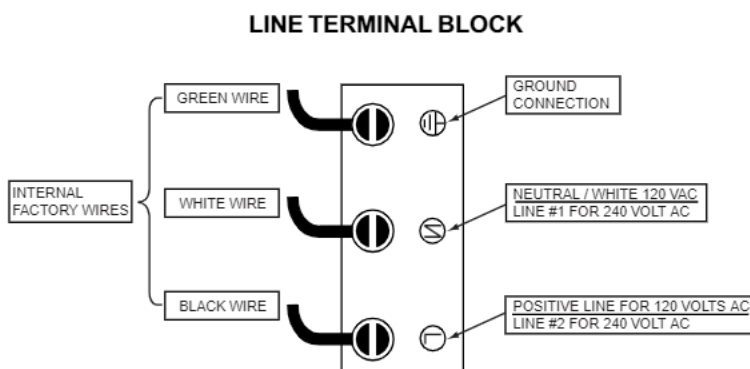 LINE TERMINAL BLOCK
GREEN WIRE
GROUND
CONNECTION
INTERNAL
FACTORY WIRES
WHITE WIRE
N
NEUTRAL / WHITE 120 VAC
LINE #1 FOR 240 VOLT AC
BLACK WIRE
L
POSITIVE LINE FOR 120 VOLTS AC
LINE #2 FOR 240 VOLT AC